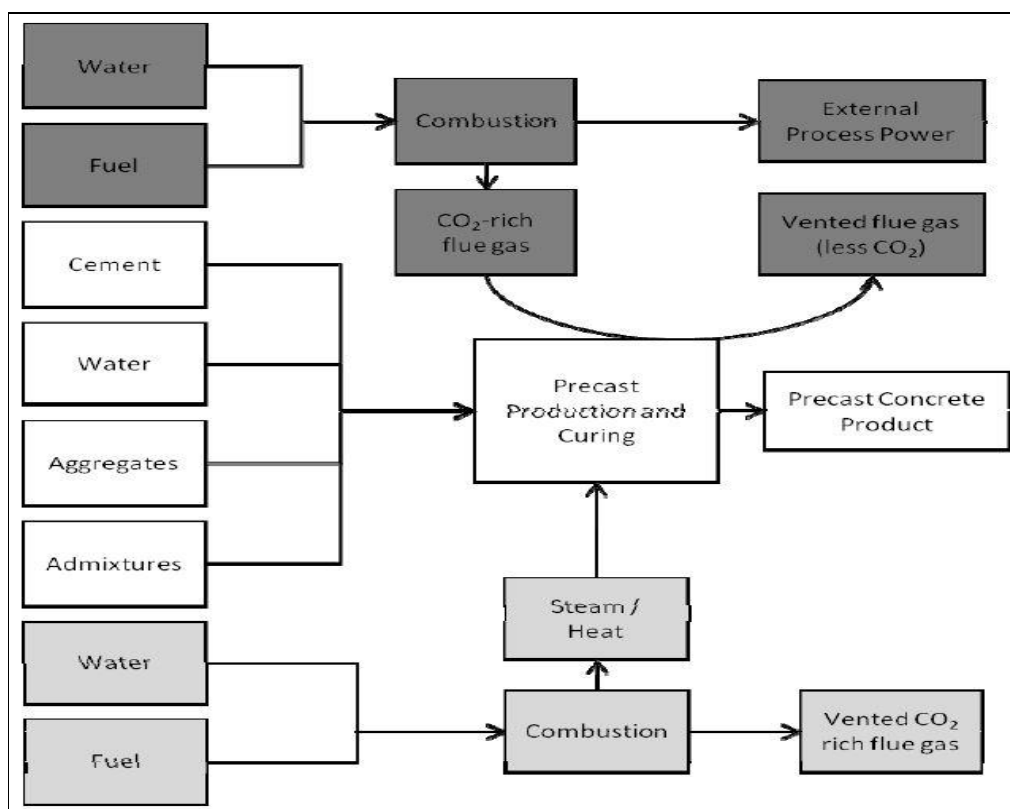 Water
Combustion
External
Process Power
Fuel
CO₂-rich
flue gas
Vented flue gas
(less CO₂)
Cement
Water
Precast
Production and
Curing
Precast Concrete
Product
Aggregates
Admixtures
Steam /
Heat
Water
Combustion
Vented CO₂
rich flue gas
Fuel